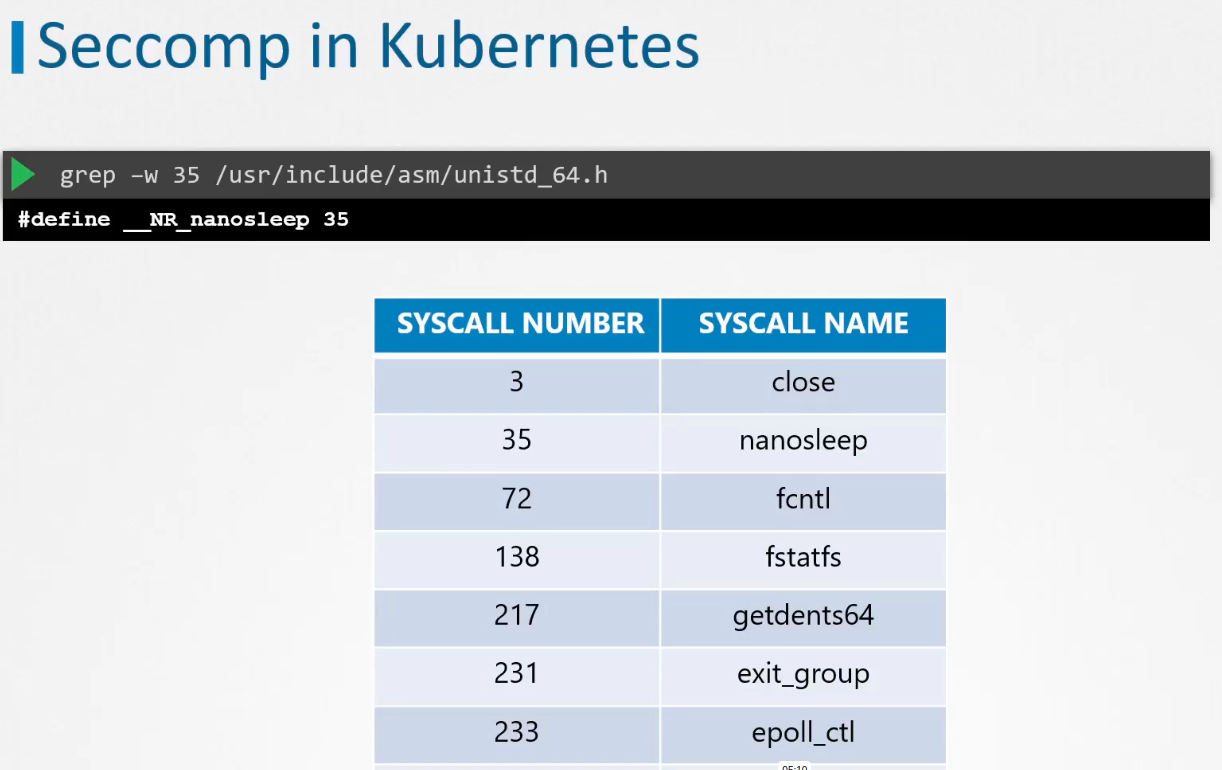 Seccomp in Kubernetes
grep –w 35 /usr/include/asm/unistd_64.h
#define __NR_nanosleep 35
SYSCALL NUMBER SYSCALL NAME
3 close
35 nanosleep
72 fcntl
138 fstatfs
217 getdents64
231 exit_group
233 epoll_ctl
05:10